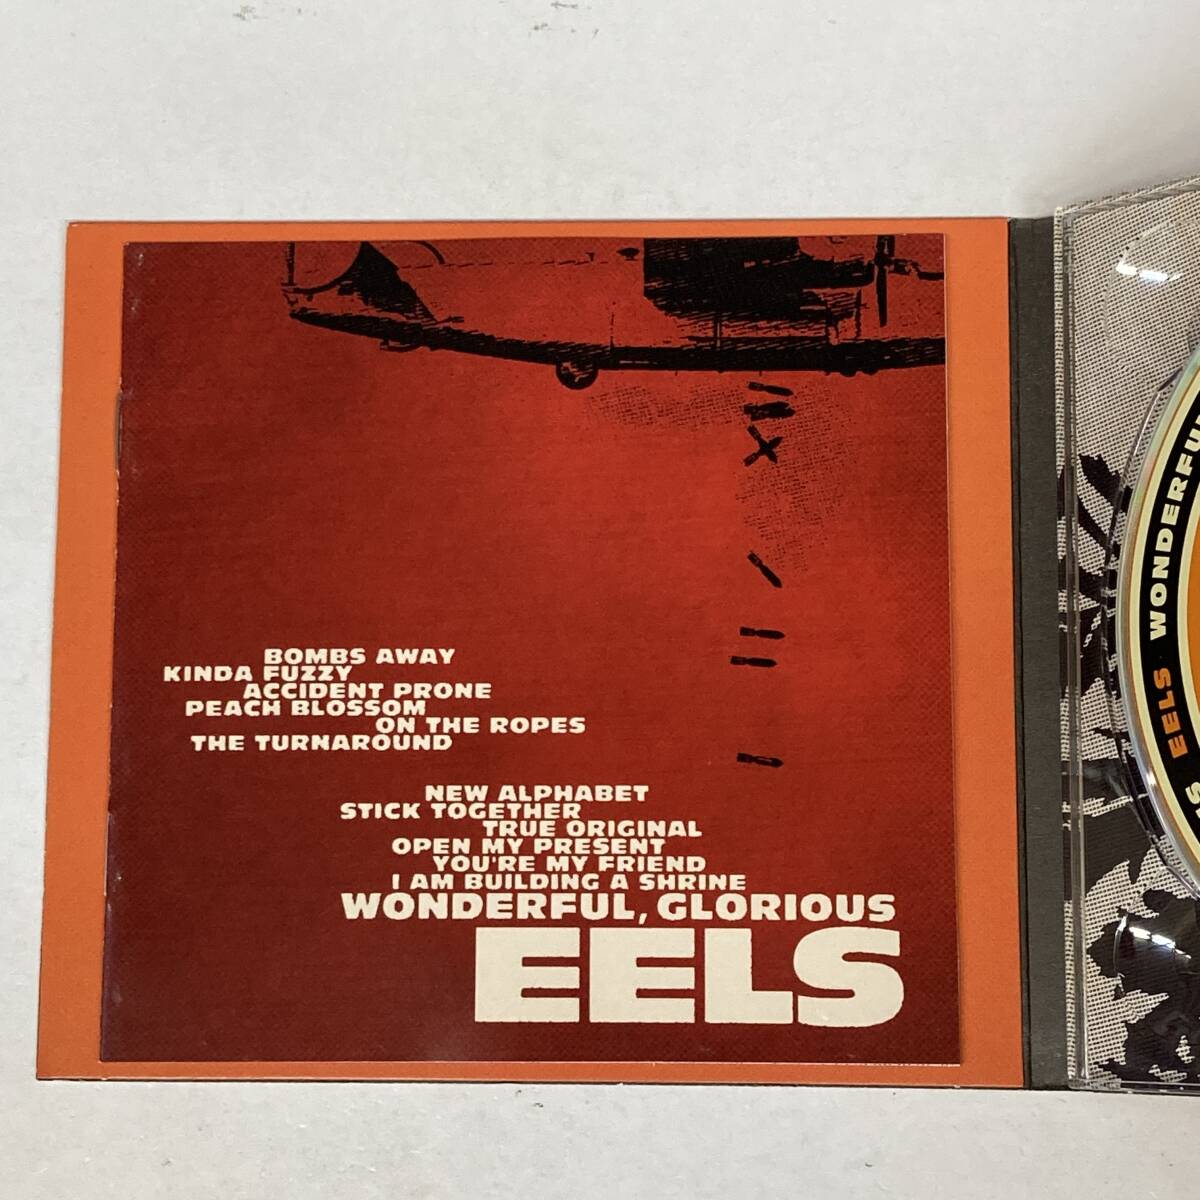 BOMBS AWAY
KINDA FUZZY
ACCIDENT PRONE
PEACH BLOSSOM
ON THE ROPES
THE TURNAROUND
NEW ALPHABET
STICK TOGETHER
TRUE ORIGINAL
OPEN MY PRESENT
YOU'RE MY FRIEND
I AM BUILDING A SHRINE
WONDERFUL, GLORIOUS
EELS
EELS WONDERFU